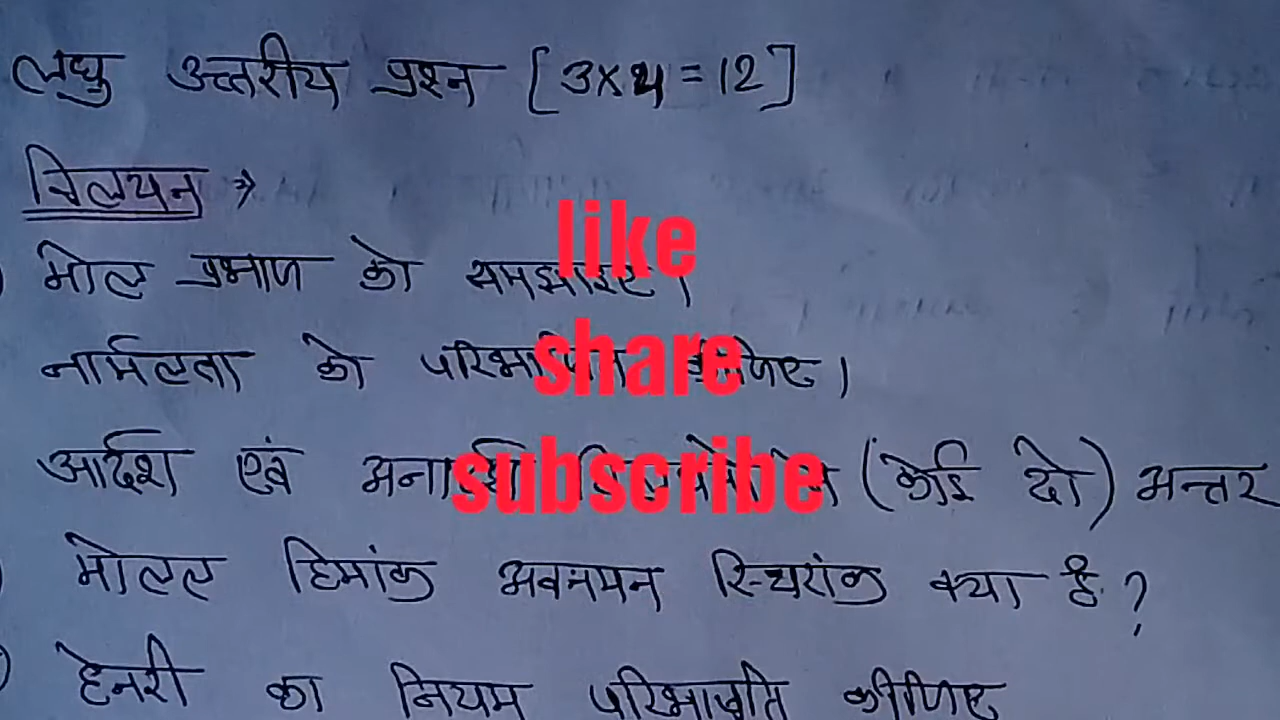 लघु उत्तरीय प्रश्न [3×4=12]
विलयन →
मोल प्रभाज को समझाइए।
like
नार्मलता को परिभाषित कीजिए।
share
आदर्श एवं अनादर्श (कोई दो) अन्तर
subscribe
मोलल हिमांक अवनमन स्थिरांक क्या है?
हेनरी का नियम परिभाषित कीजिए